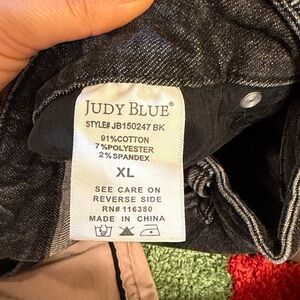 JUDY BLUE®
STYLE# JB150247 BK
91%COTTON
7%POLYESTER
2%SPANDEX
XL
SEE CARE ON
REVERSE SIDE
RN# 116380
MADE IN CHINA